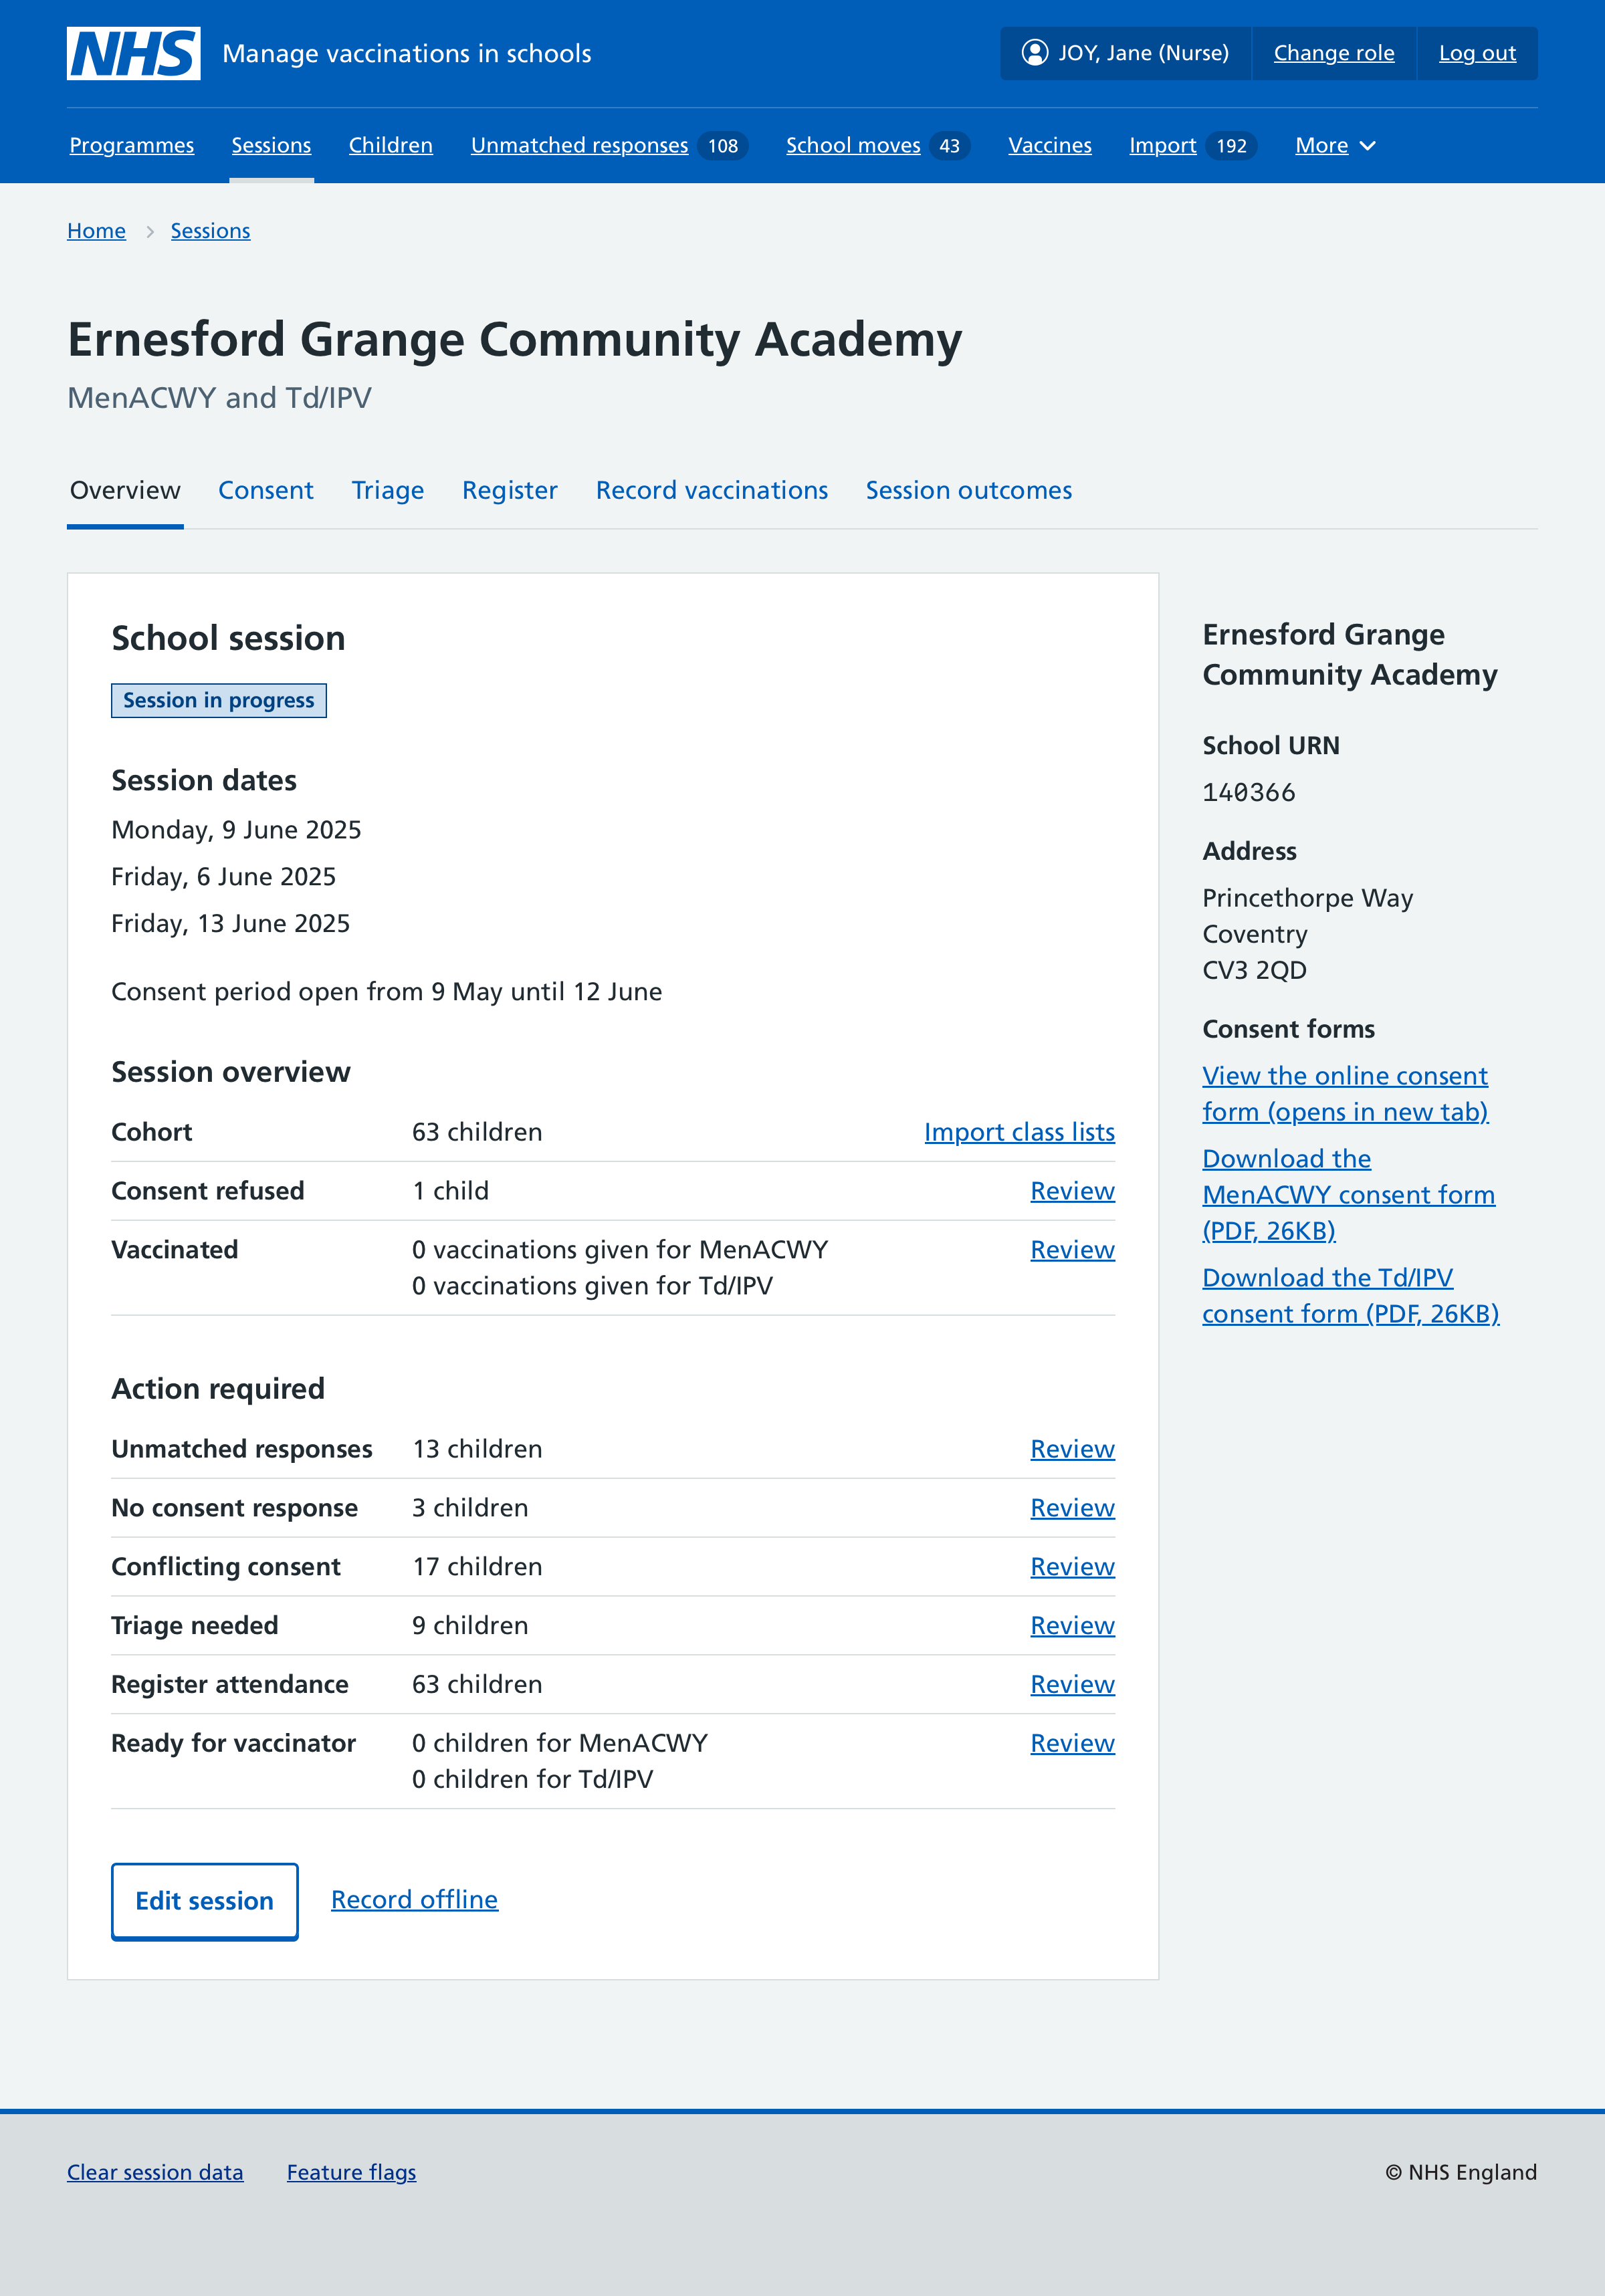 NHS Manage vaccinations in schools
JOY, Jane (Nurse) Change role Log out
Programmes Sessions Children Unmatched responses 108 School moves 43 Vaccines Import 192 More
Home Sessions
Ernesford Grange Community Academy
MenACWY and Td/IPV
Overview Consent Triage Register Record vaccinations Session outcomes
School session
Session in progress
Session dates
Monday, 9 June 2025
Friday, 6 June 2025
Friday, 13 June 2025
Consent period open from 9 May until 12 June
Session overview
Cohort 63 children Import class lists
Consent refused 1 child Review
Vaccinated 0 vaccinations given for MenACWY Review
0 vaccinations given for Td/IPV
Action required
Unmatched responses 13 children Review
No consent response 3 children Review
Conflicting consent 17 children Review
Triage needed 9 children Review
Register attendance 63 children Review
Ready for vaccinator 0 children for MenACWY Review
0 children for Td/IPV
Edit session Record offline
Ernesford Grange
Community Academy
School URN
140366
Address
Princethorpe Way
Coventry
CV3 2QD
Consent forms
View the online consent
form (opens in new tab)
Download the
MenACWY consent form
(PDF, 26KB)
Download the Td/IPV
consent form (PDF, 26KB)
Clear session data Feature flags © NHS England